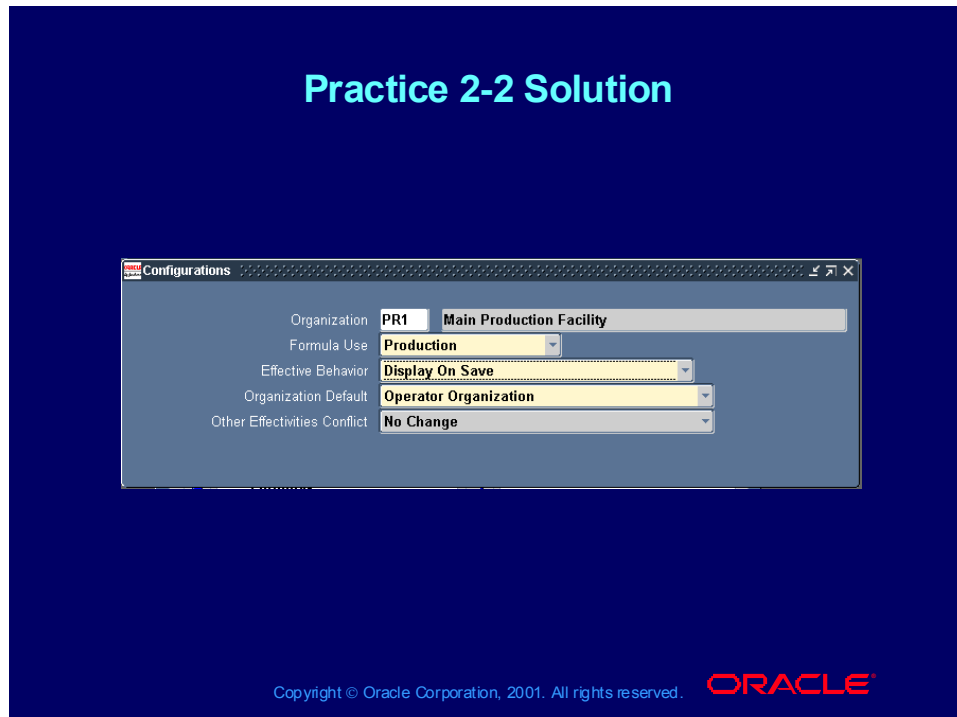 Practice 2-2 Solution
Configurations
Organization PR1 Main Production Facility
Formula Use Production
Effective Behavior Display On Save
Organization Default Operator Organization
Other Effectivities Conflict No Change
Copyright © Oracle Corporation, 2001. All rights reserved. ORACLE®